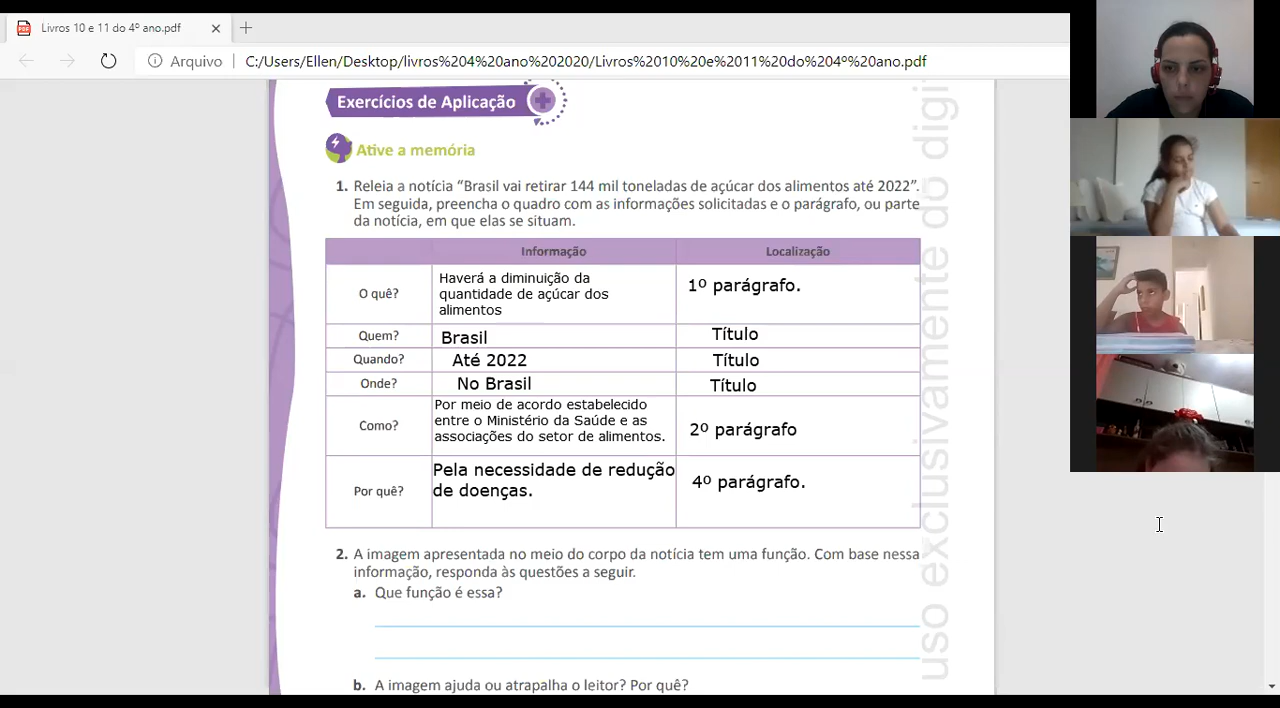 Livros 10 e 11 do 4º ano.pdf
Arquivo
C:/Users/Ellen/Desktop/livros%204%20ano%202020/Livros%2010%20e%2011%20do%204º%20ano.pdf
Exercícios de Aplicação
Ative a memória
1. Releia a notícia “Brasil vai retirar 144 mil toneladas de açúcar dos alimentos até 2022”.
Em seguida, preencha o quadro com as informações solicitadas e o parágrafo, ou parte
da notícia, em que elas se situam.
Informação Localização
O quê?
Haverá a diminuição da
quantidade de açúcar dos
alimentos
1º parágrafo.
Quem? Brasil Título
Quando? Até 2022 Título
Onde? No Brasil Título
Como?
Por meio de acordo estabelecido
entre o Ministério da Saúde e as
associações do setor de alimentos.
2º parágrafo
Por quê?
Pela necessidade de redução
de doenças.
4º parágrafo.
2. A imagem apresentada no meio do corpo da notícia tem uma função. Com base nessa
informação, responda às questões a seguir.
a. Que função é essa?
b. A imagem ajuda ou atrapalha o leitor? Por quê?
uso exclusivamente do digi